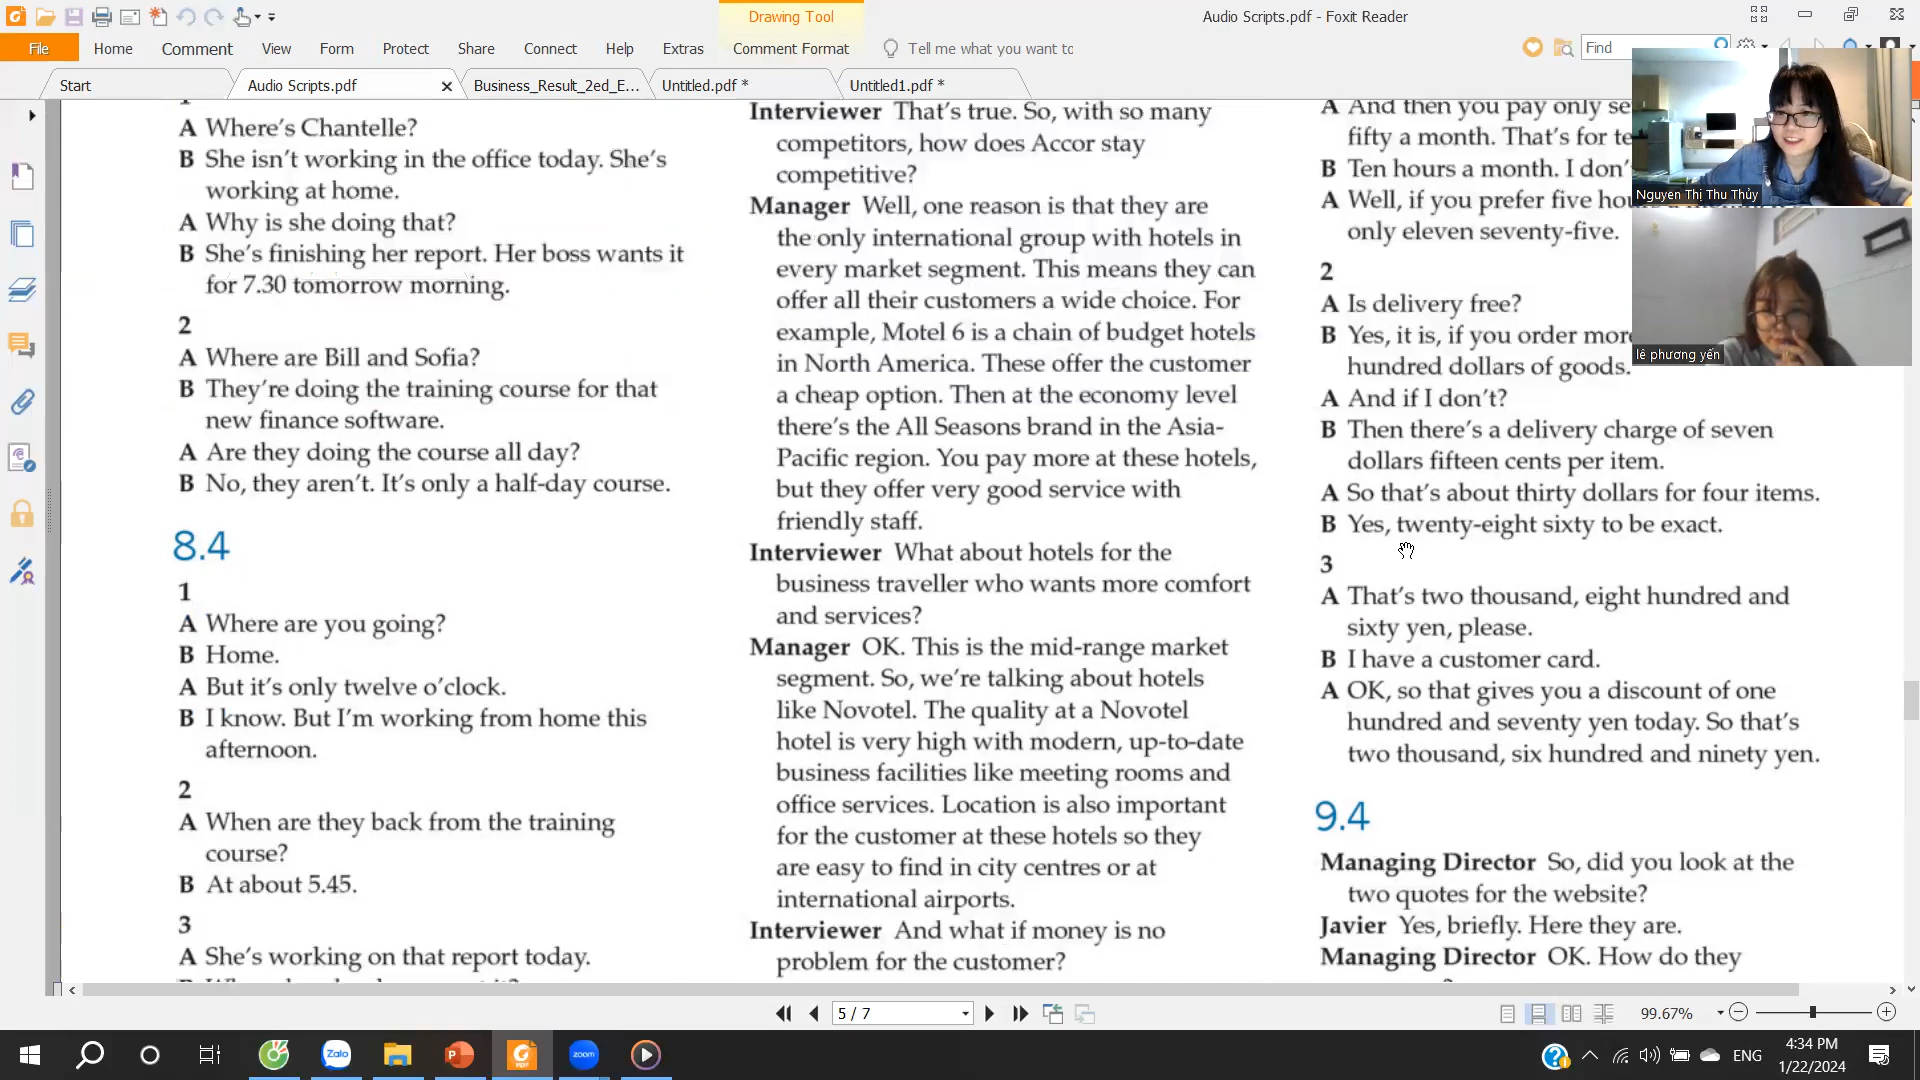 Drawing Tool
Audio Scripts.pdf - Foxit Reader
File
Home
Comment
View
Form
Protect
Share
Connect
Help
Extras
Comment Format
Tell me what you want to
Find
Start
Audio Scripts.pdf
Business_Result_2ed_E...
Untitled.pdf *
Untitled1.pdf *
A Where's Chantelle?
B She isn't working in the office today. She's
working at home.
A Why is she doing that?
B She's finishing her report. Her boss wants it
for 7.30 tomorrow morning.
2
A Where are Bill and Sofia?
B They're doing the training course for that
new finance software.
A Are they doing the course all day?
B No, they aren't. It's only a half-day course.
8.4
1
A Where are you going?
B Home.
A But it's only twelve o'clock.
B I know. But I'm working from home this
afternoon.
2
A When are they back from the training
course?
B At about 5.45.
3
A She's working on that report today.
Interviewer That's true. So, with so many
competitors, how does Accor stay
competitive?
Manager Well, one reason is that they are
the only international group with hotels in
every market segment. This means they can
offer all their customers a wide choice. For
example, Motel 6 is a chain of budget hotels
in North America. These offer the customer
a cheap option. Then at the economy level
there's the All Seasons brand in the Asia-
Pacific region. You pay more at these hotels,
but they offer very good service with
friendly staff.
Interviewer What about hotels for the
business traveller who wants more comfort
and services?
Manager OK. This is the mid-range market
segment. So, we're talking about hotels
like Novotel. The quality at a Novotel
hotel is very high with modern, up-to-date
business facilities like meeting rooms and
office services. Location is also important
for the customer at these hotels so they
are easy to find in city centres or at
international airports.
Interviewer And what if money is no
problem for the customer?
A And then you pay only se
fifty a month. That's for te
B Ten hours a month. I don'
A Well, if you prefer five hou
only eleven seventy-five.
2
A Is delivery free?
B Yes, it is, if you order more
hundred dollars of goods.
A And if I don't?
B Then there's a delivery charge of seven
dollars fifteen cents per item.
A So that's about thirty dollars for four items.
B Yes, twenty-eight sixty to be exact.
3
A That's two thousand, eight hundred and
sixty yen, please.
B I have a customer card.
A OK, so that gives you a discount of one
hundred and seventy yen today. So that's
two thousand, six hundred and ninety yen.
9.4
Managing Director So, did you look at the
two quotes for the website?
Javier Yes, briefly. Here they are.
Managing Director OK. How do they
Nguyen Thị Thu Thủy
lê phương yến
5 / 7
99.67%
Zalo
zoom
ENG
4:34 PM
1/22/2024